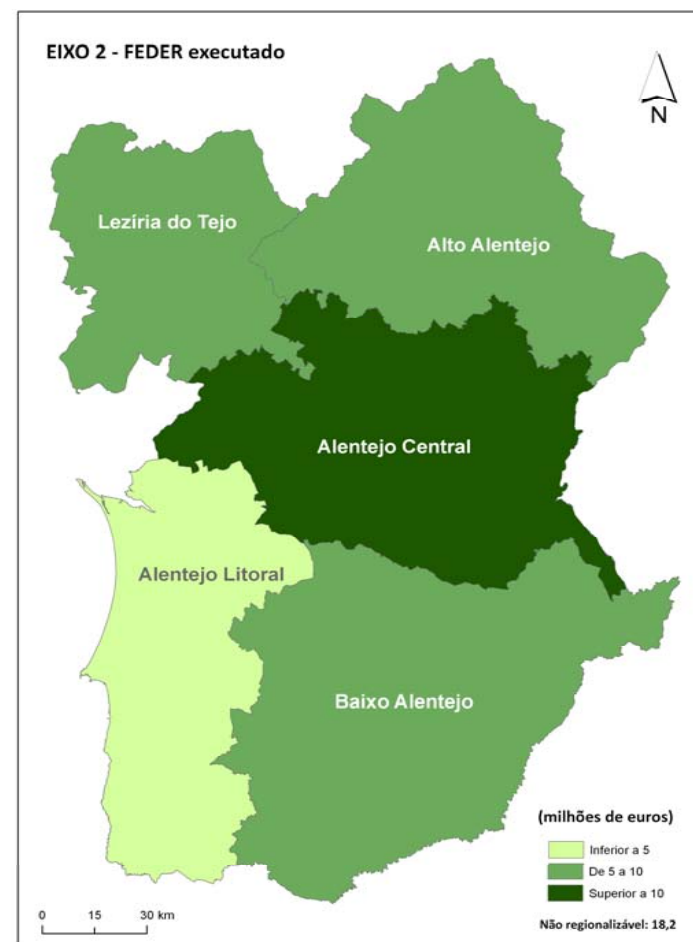 EIXO 2 - FEDER executado
N
Lezíria do Tejo
Alto Alentejo
Alentejo Central
Alentejo Litoral
Baixo Alentejo
(milhões de euros)
Inferior a 5
De 5 a 10
Superior a 10
Não regionalizável: 18,2
0 15 30 km